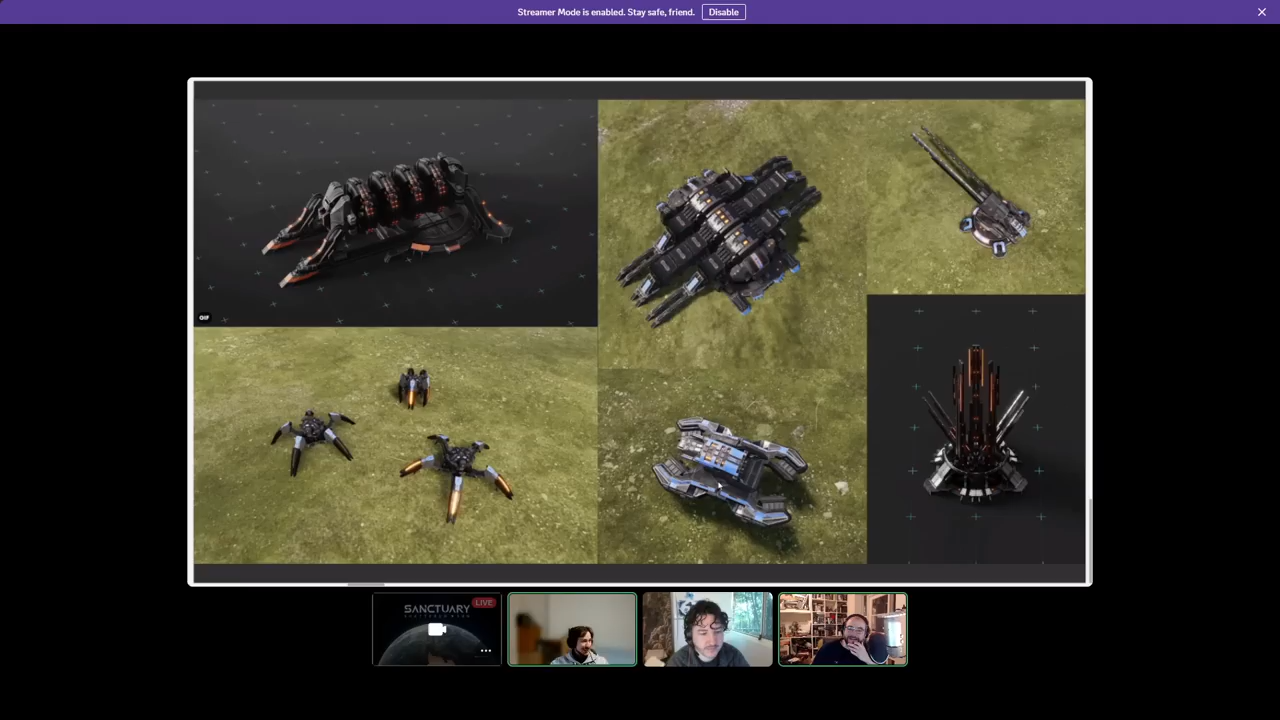 Streamer Mode is enabled. Stay safe, friend.
Disable
GIF
SANCTUARY
LIVE